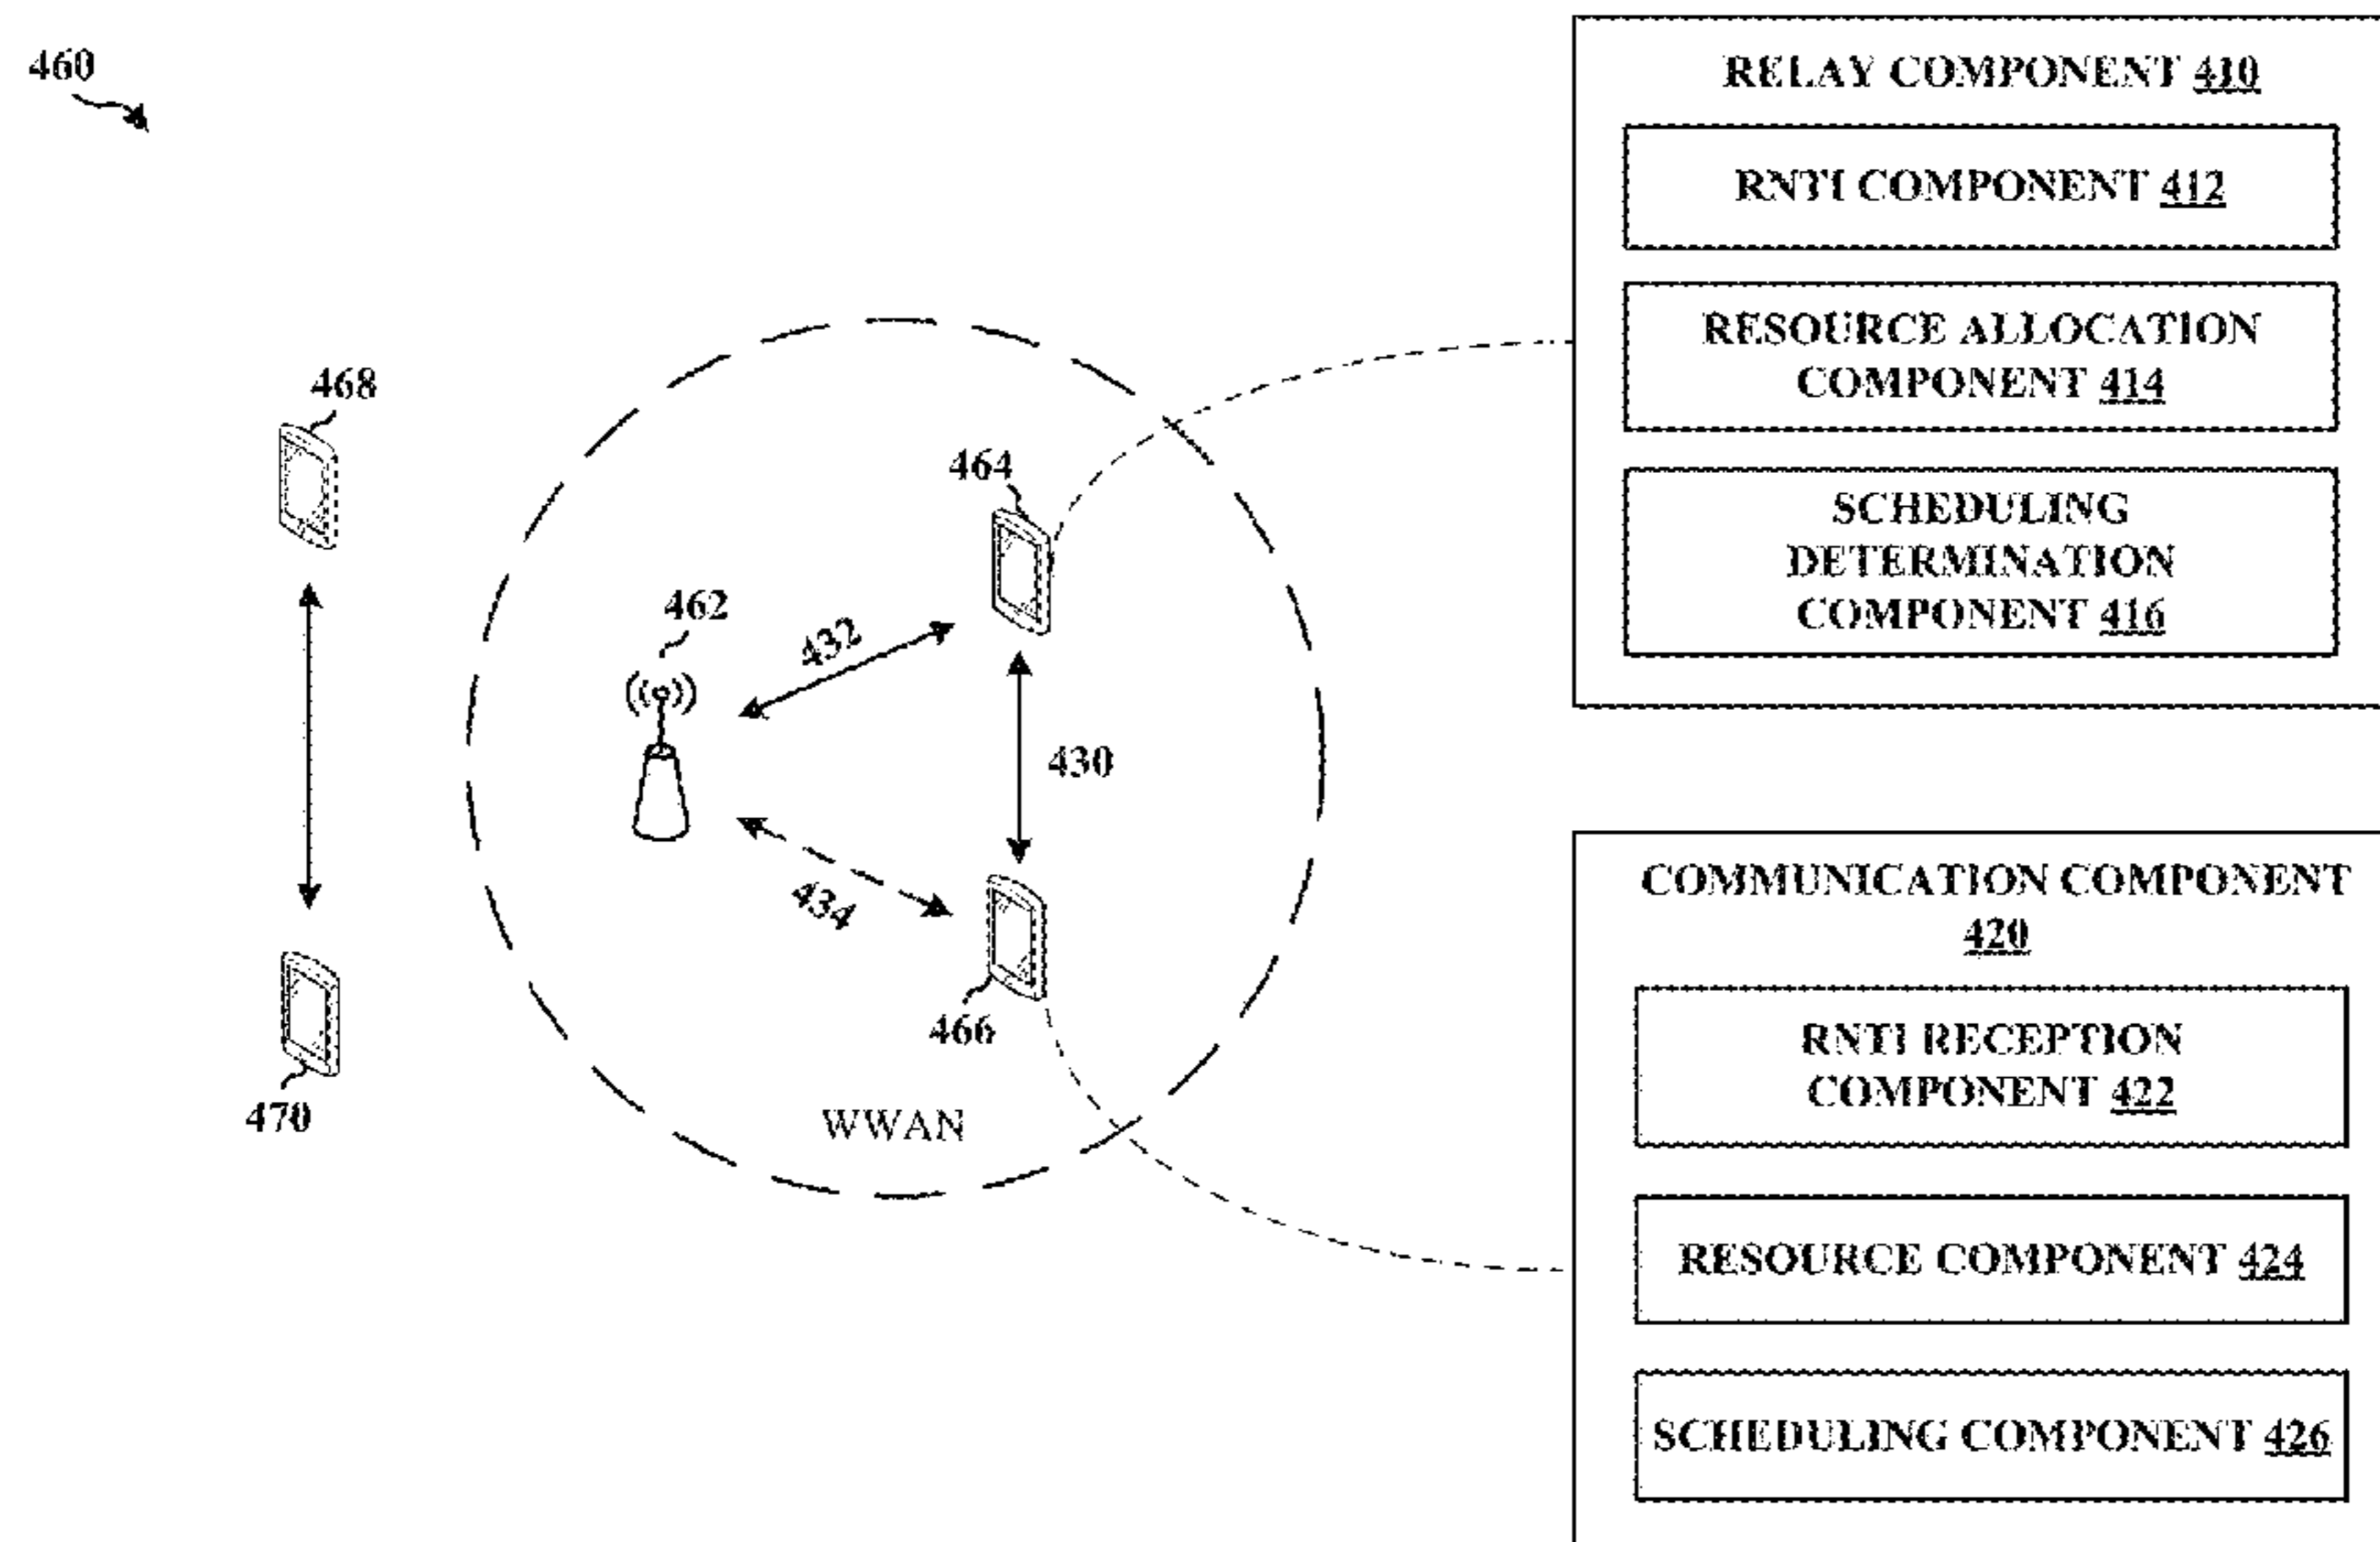 460
RELAY COMPONENT 410
RNTI COMPONENT 412
RESOURCE ALLOCATION
COMPONENT 414
SCHEDULING
DETERMINATION
COMPONENT 416
468
464
462
432
430
434
466
470
WWAN
COMMUNICATION COMPONENT
420
RNTI RECEPTION
COMPONENT 422
RESOURCE COMPONENT 424
SCHEDULING COMPONENT 426